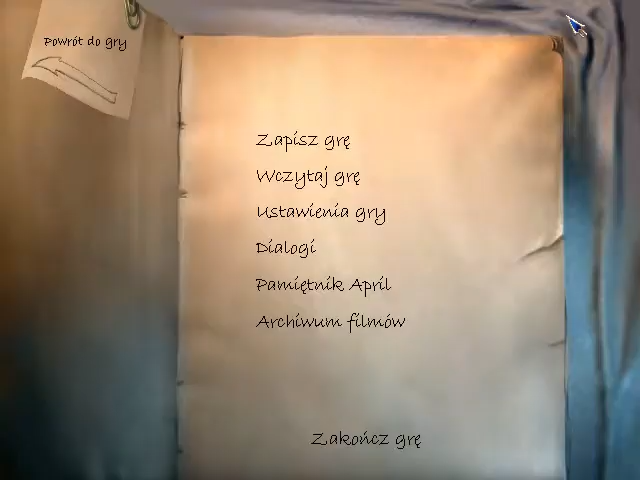 Powrót do gry
Zapisz grę
Wczytaj grę
Ustawienia gry
Dialogi
Pamiętnik April
Archiwum filmów
Zakończ grę